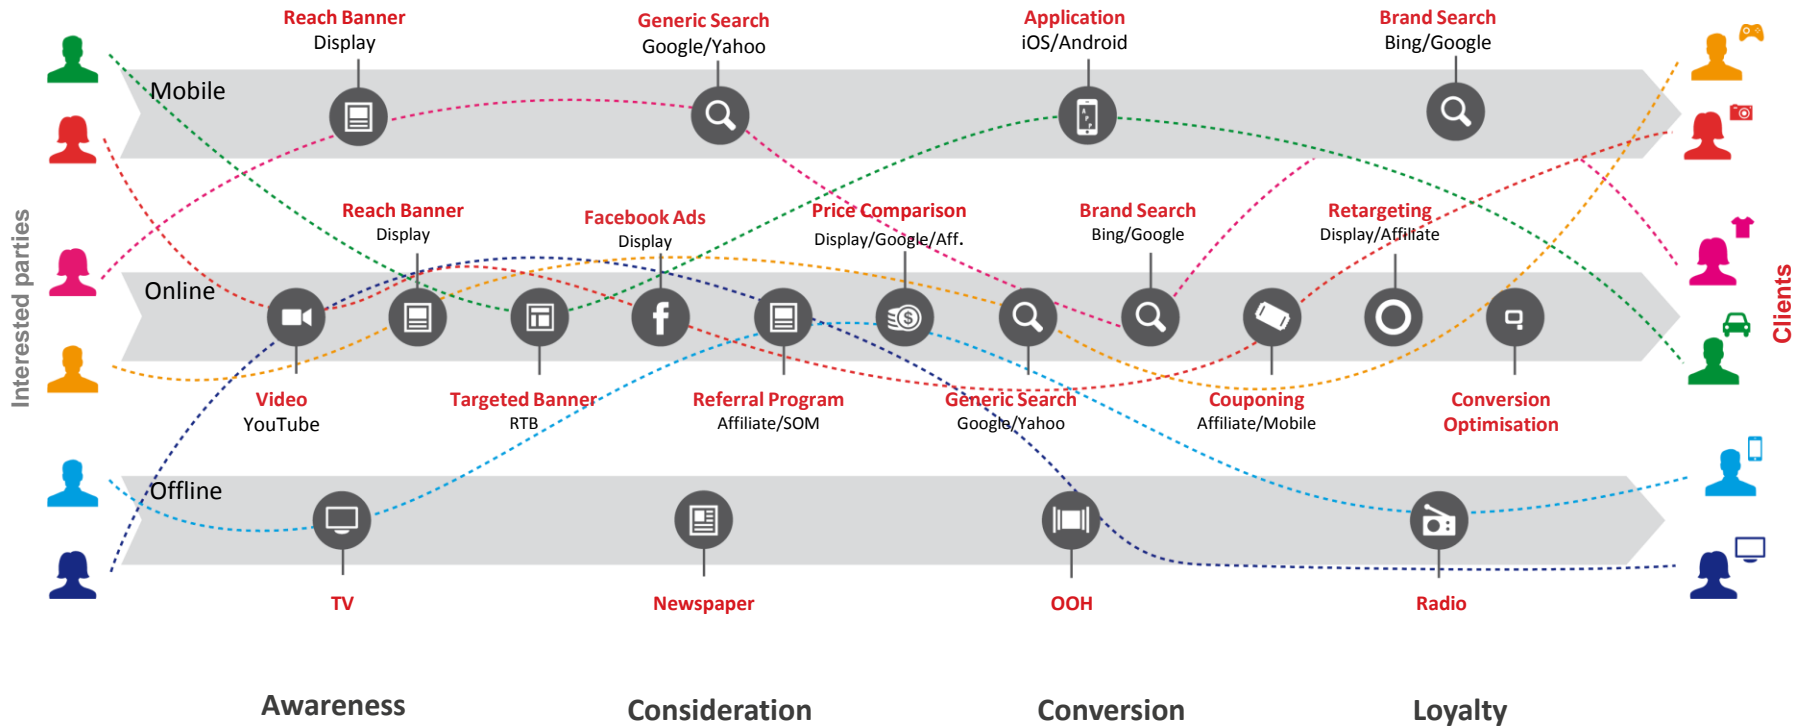 Reach Banner
Display
Generic Search
Google/Yahoo
Application
iOS/Android
Brand Search
Bing/Google
Mobile
Interested parties
Reach Banner
Display
Facebook Ads
Display
Price Comparison
Display/Google/Aff.
Brand Search
Bing/Google
Retargeting
Display/Affiliate
Online
Clients
Video
YouTube
Targeted Banner
RTB
Referral Program
Affiliate/SOM
Generic Search
Google/Yahoo
Couponing
Affiliate/Mobile
Conversion
Optimisation
Offline
TV
Newspaper
OOH
Radio
Awareness
Consideration
Conversion
Loyalty